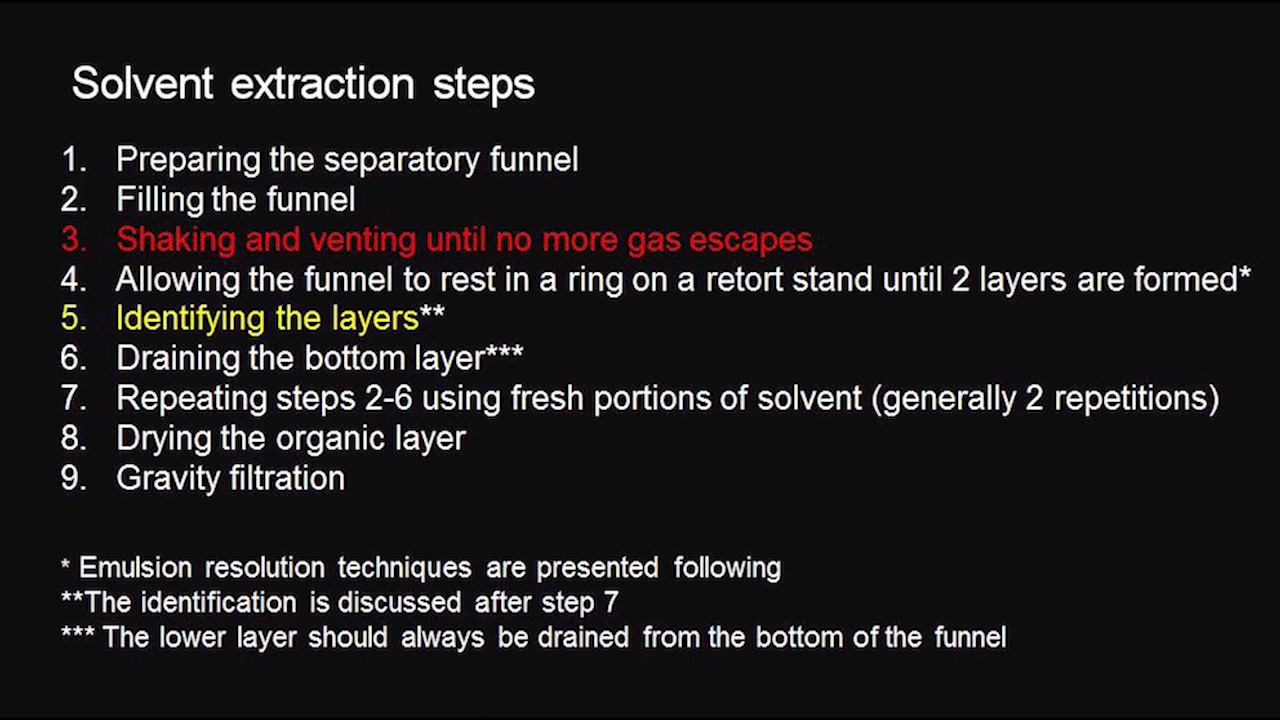 Solvent extraction steps
1. Preparing the separatory funnel
2. Filling the funnel
3. Shaking and venting until no more gas escapes
4. Allowing the funnel to rest in a ring on a retort stand until 2 layers are formed*
5. Identifying the layers**
6. Draining the bottom layer***
7. Repeating steps 2-6 using fresh portions of solvent (generally 2 repetitions)
8. Drying the organic layer
9. Gravity filtration
* Emulsion resolution techniques are presented following
**The identification is discussed after step 7
*** The lower layer should always be drained from the bottom of the funnel